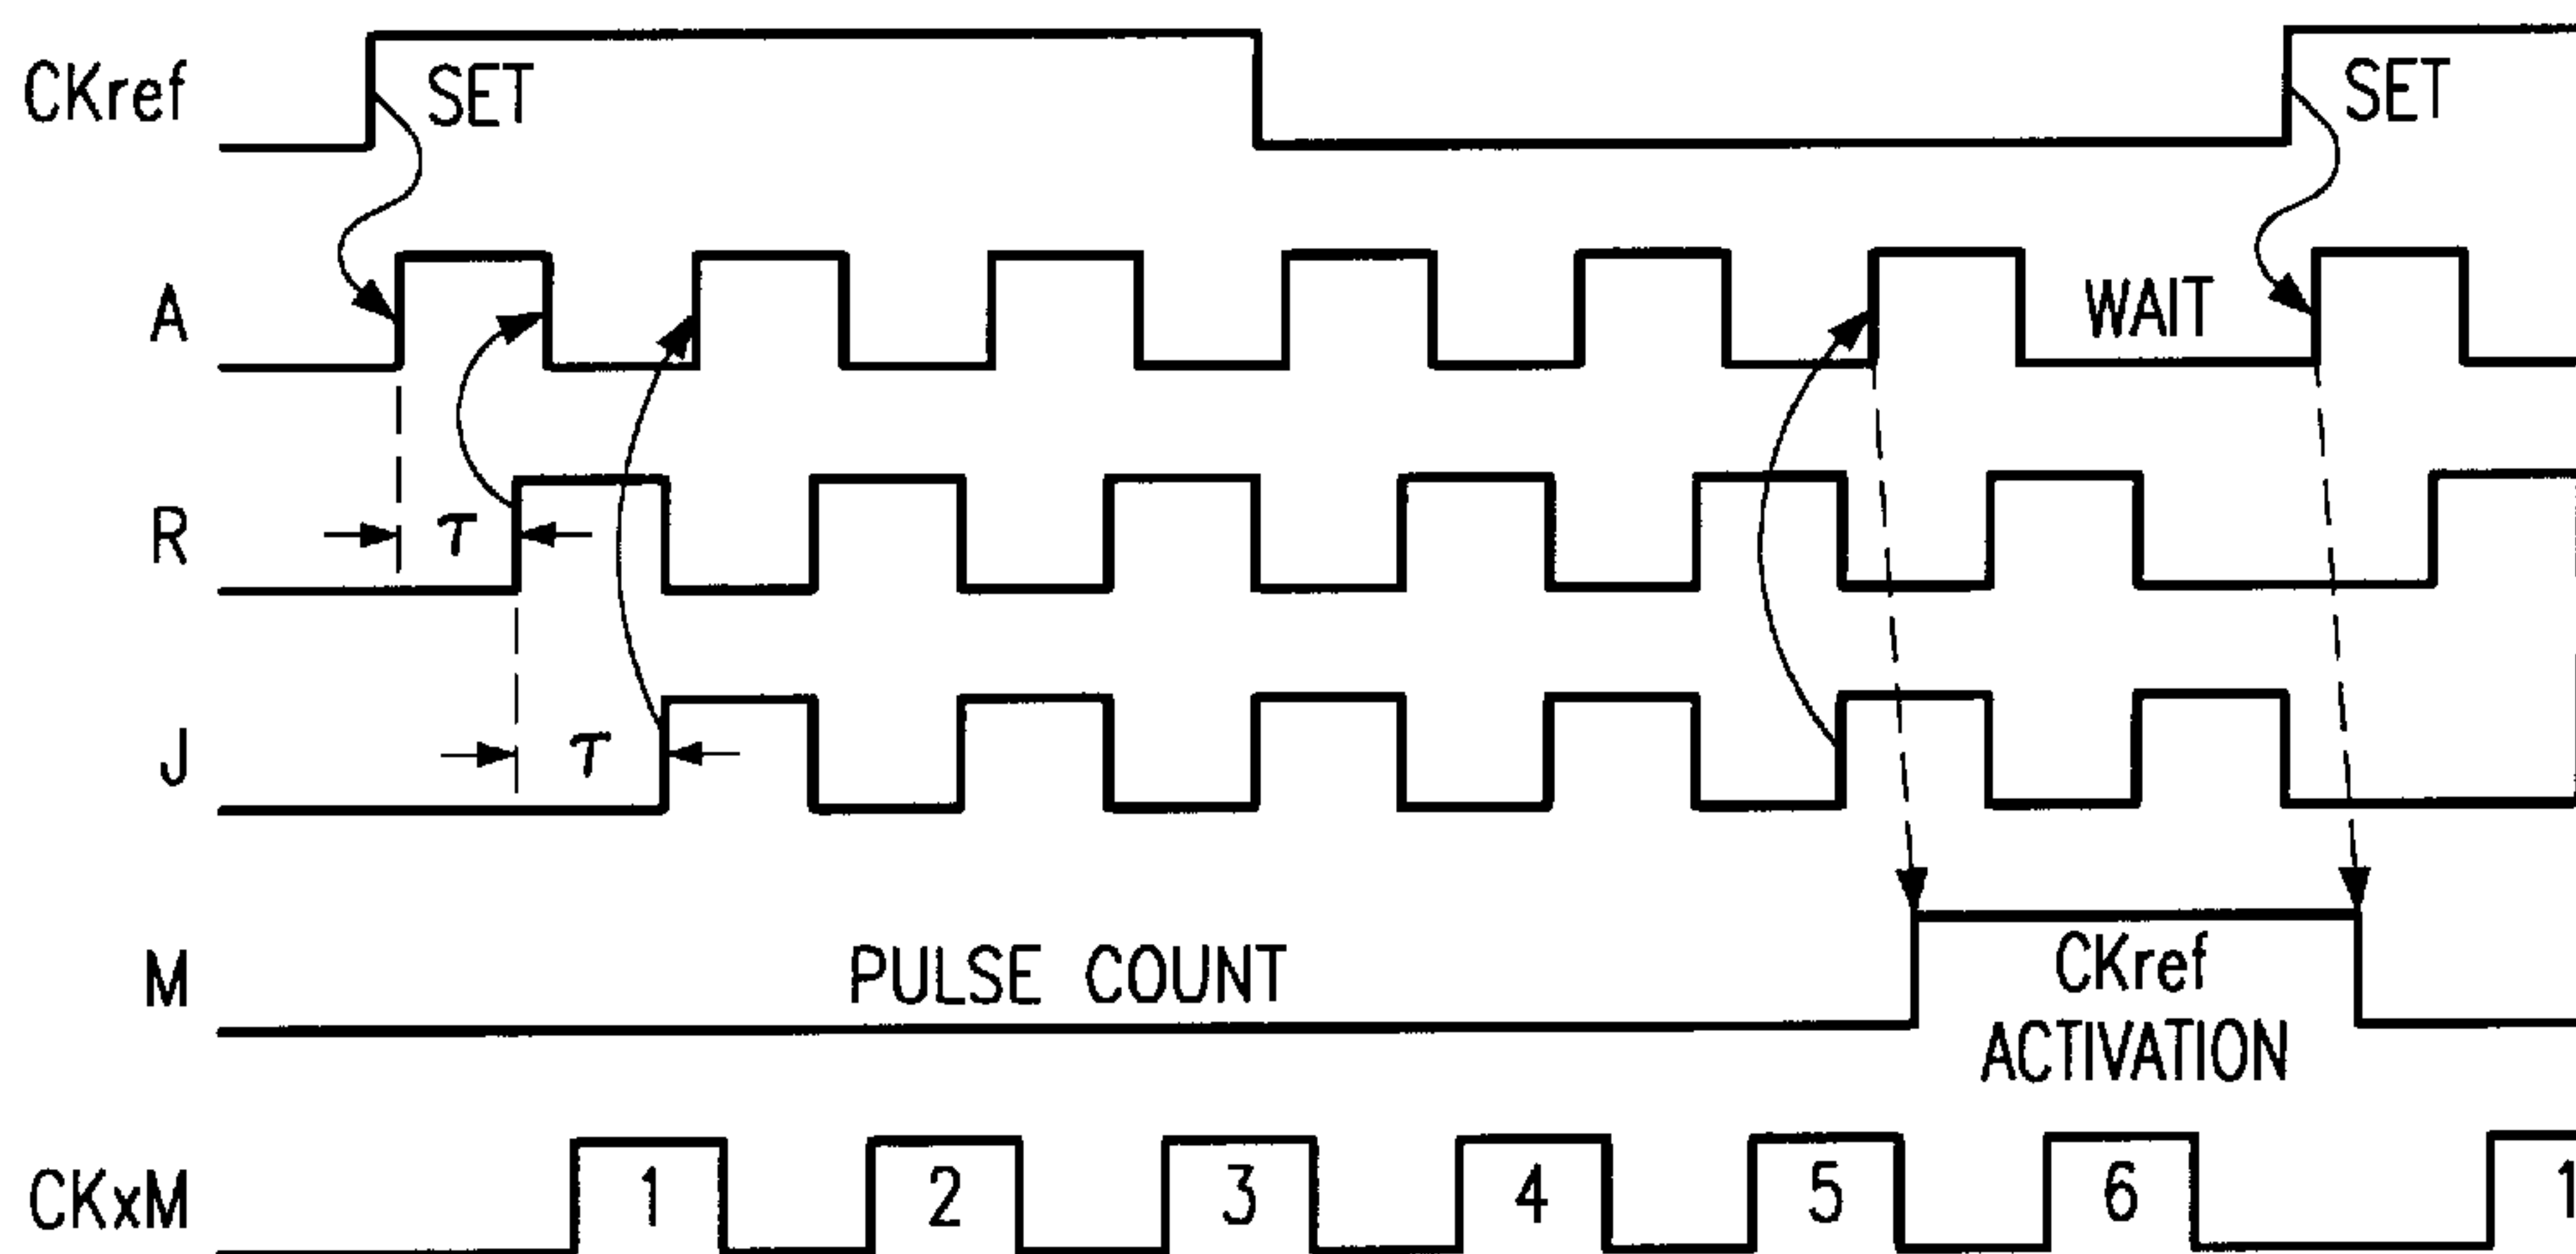 CKref SET SET
A WAIT
R τ
J τ
M PULSE COUNT CKref
ACTIVATION
CKxM 1 2 3 4 5 6 1